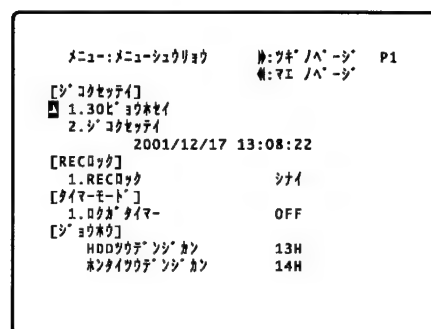 メニュー:メニューシュウリョウ ⏩:ツギノページ P1
⏪:マエノページ
[ジコクセッテイ]
1.30ビョウホセイ
2.ジコクセッテイ
2001/12/17 13:08:22
[RECロック]
1.RECロック シナイ
[タイマーモード]
1.ロクガタイマー OFF
[ジョウホウ]
HDDツウデンジカン 13H
ホンタイツウデンジカン 14H